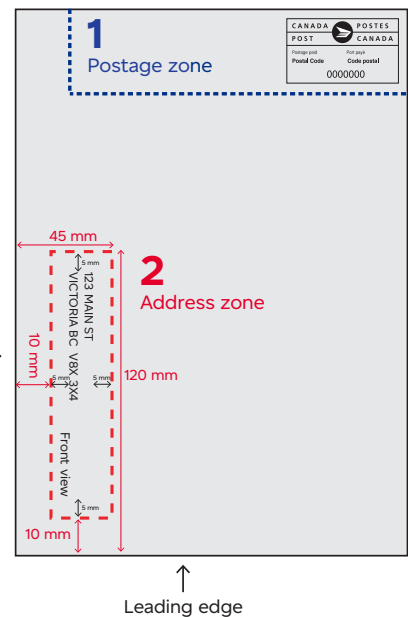 1
Postage zone
CANADA POSTES
POST CANADA
Postage paid Port payé
Postal Code Code postal
0000000
45 mm
2
Address zone
5 mm
123 MAIN ST
VICTORIA BC V8X 3X4
10 mm
5 mm
5 mm
120 mm
Front view
5 mm
10 mm
Leading edge